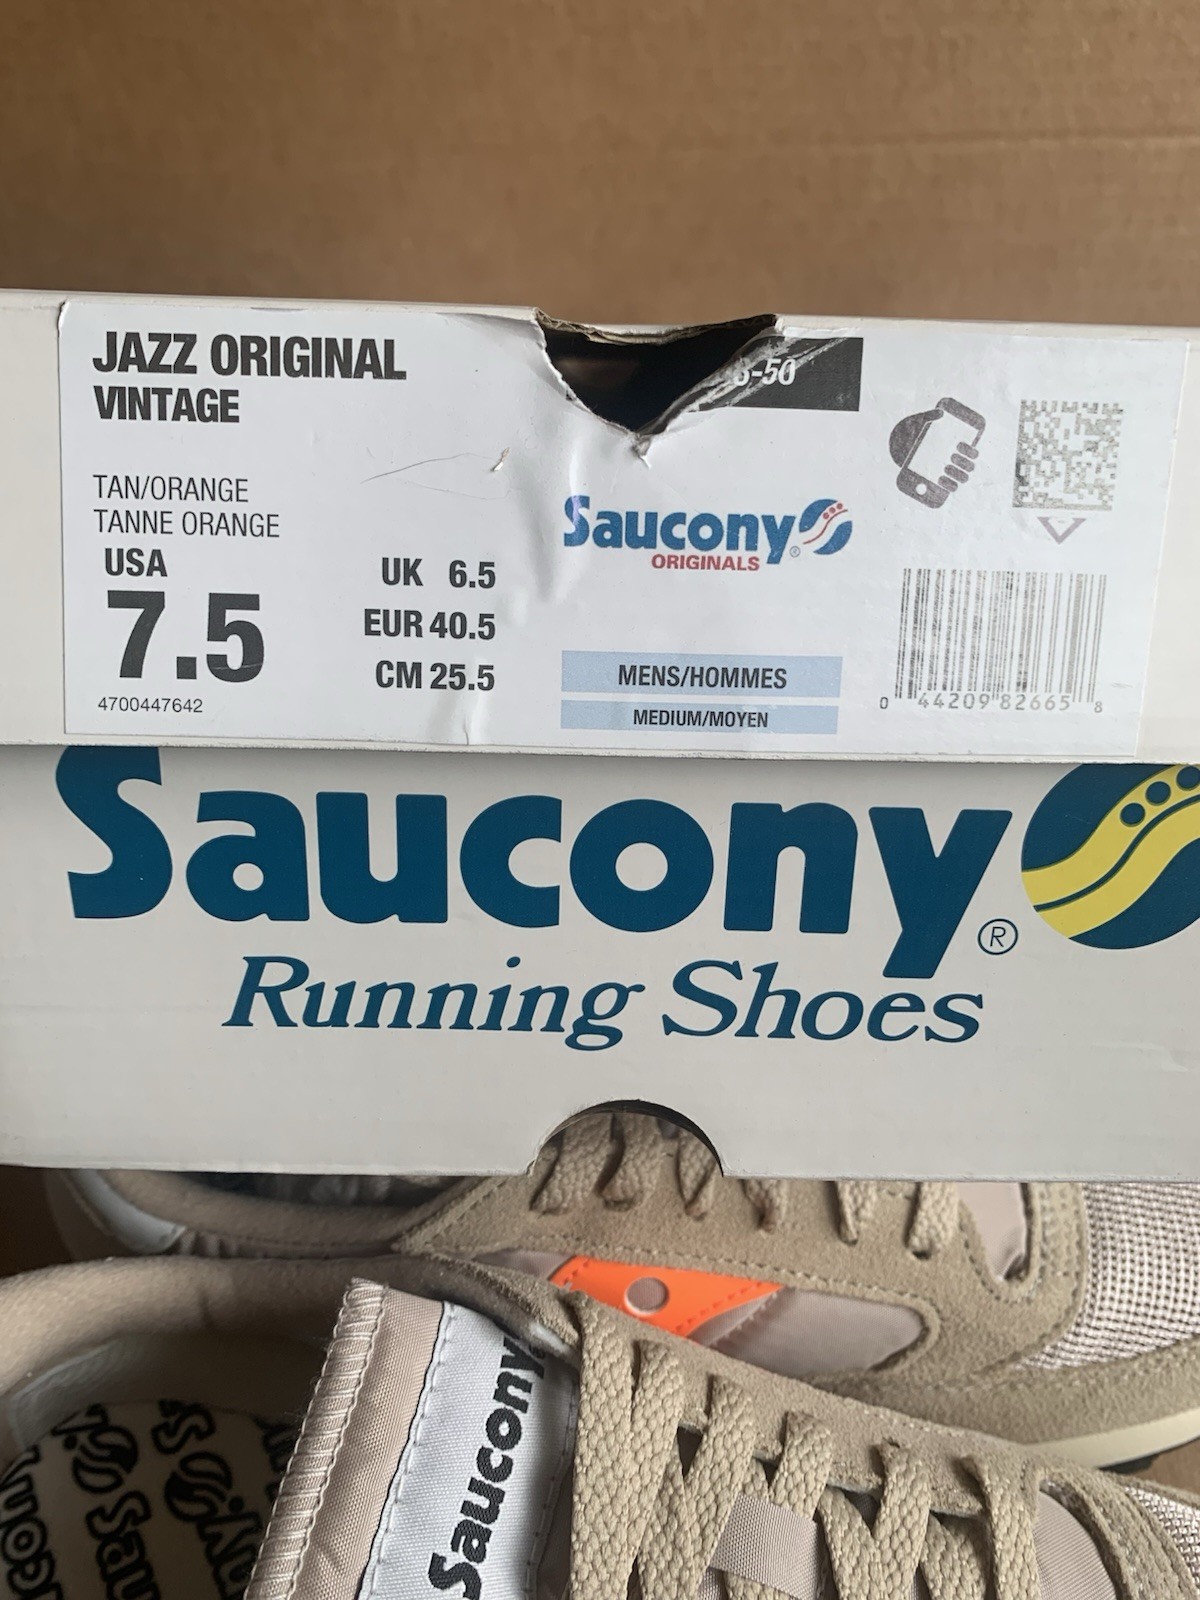 JAZZ ORIGINAL
VINTAGE
-50
TAN/ORANGE
TANNE ORANGE
USA
7.5
4700447642
UK 6.5
EUR 40.5
CM 25.5
Saucony®
ORIGINALS
MENS/HOMMES
MEDIUM/MOYEN
0 44209 82665 8
Saucony®
Running Shoes
Saucony